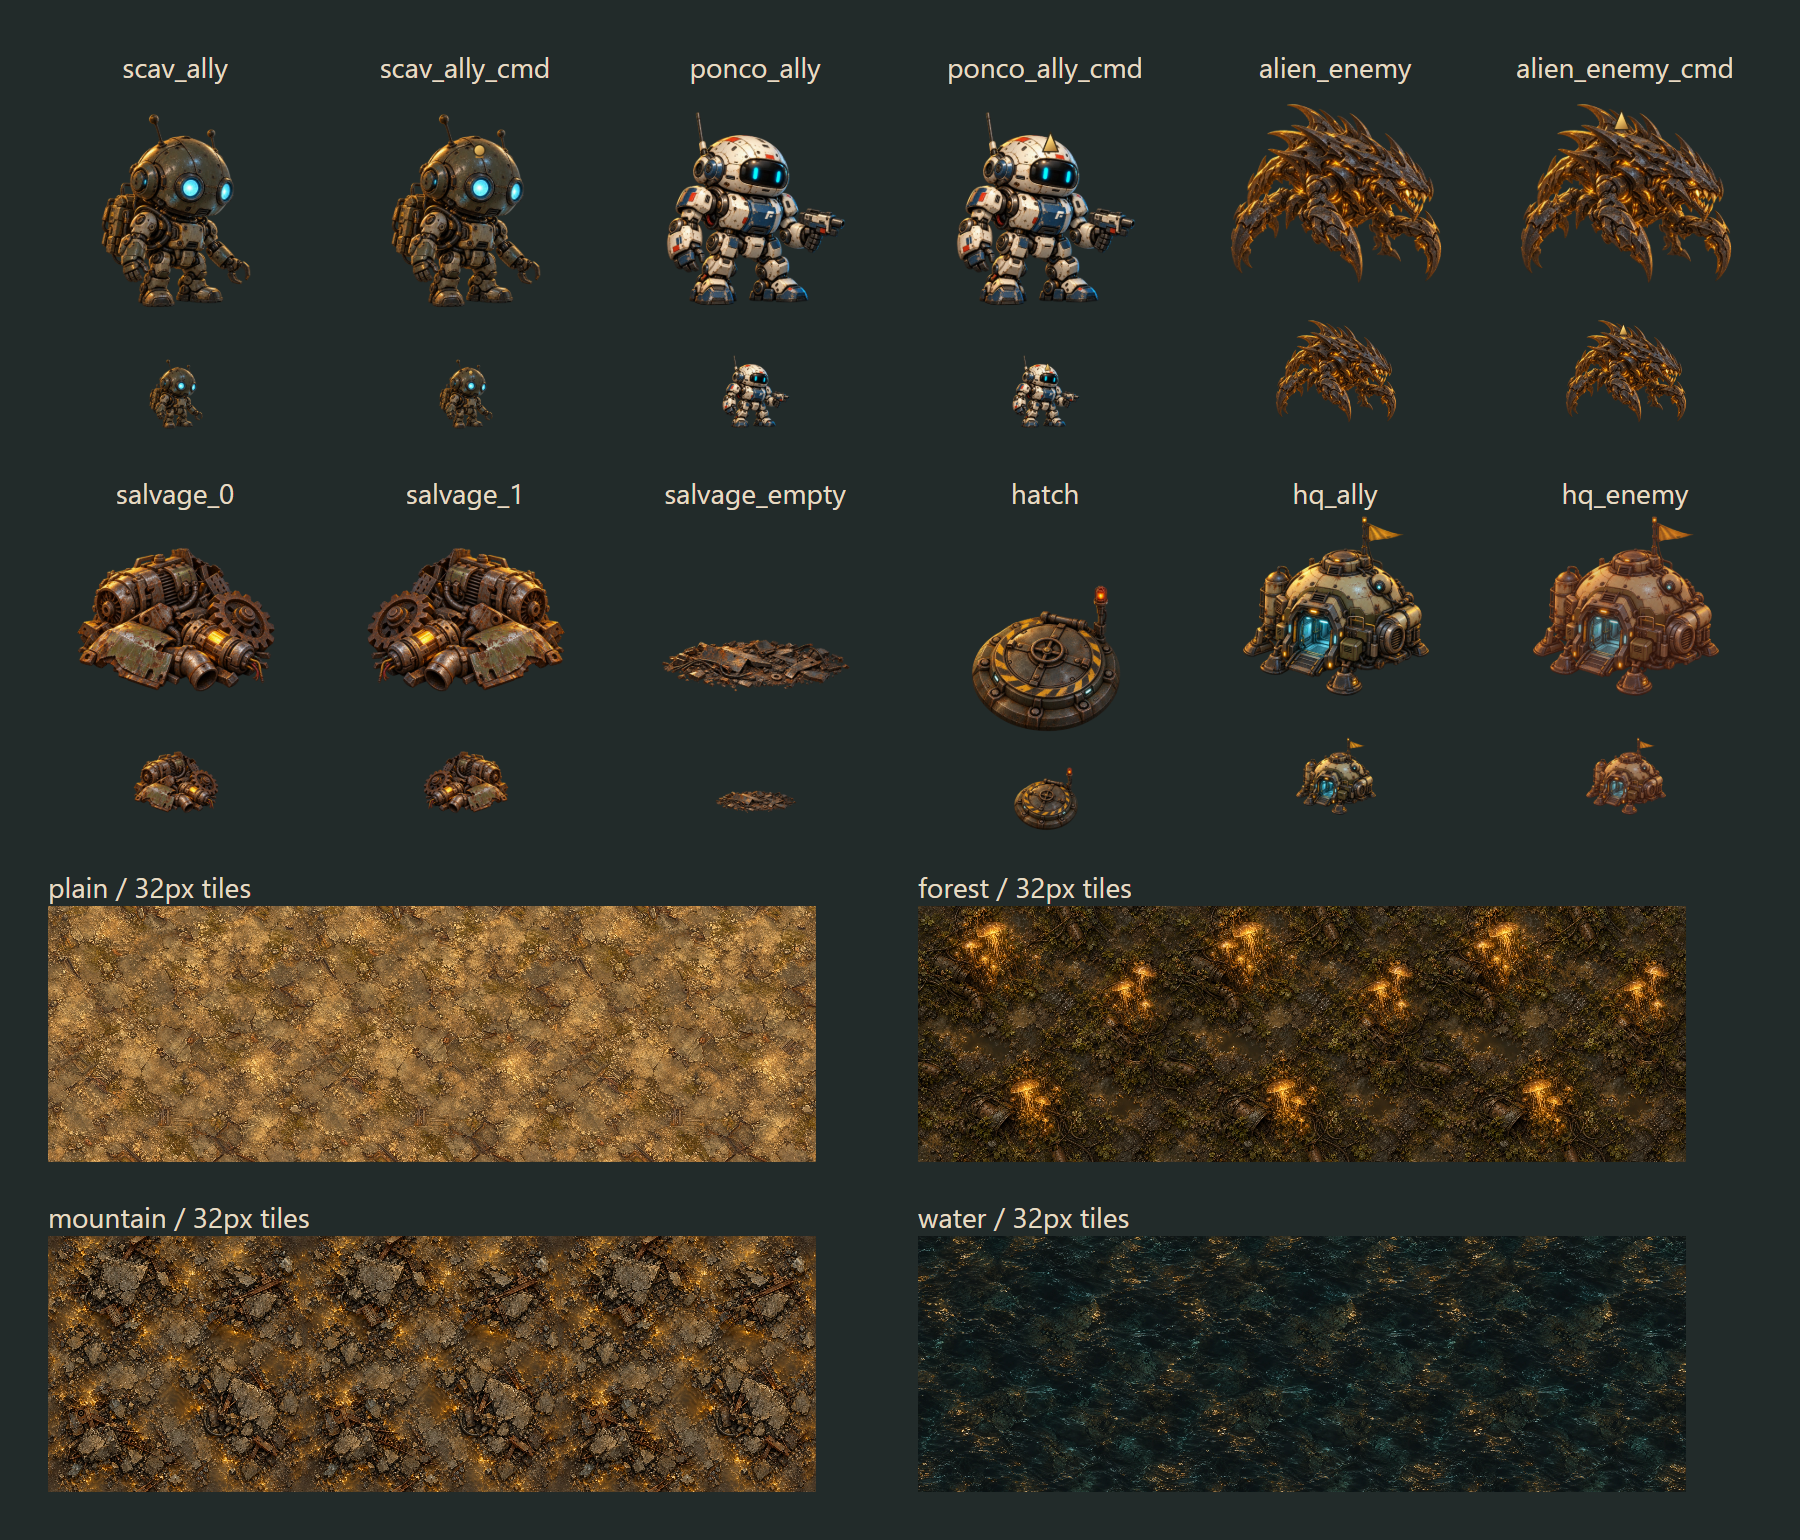 scav_ally
scav_ally_cmd
ponco_ally
ponco_ally_cmd
alien_enemy
alien_enemy_cmd
F
F
salvage_0
salvage_1
salvage_empty
hatch
hq_ally
hq_enemy
plain / 32px tiles
forest / 32px tiles
mountain / 32px tiles
water / 32px tiles